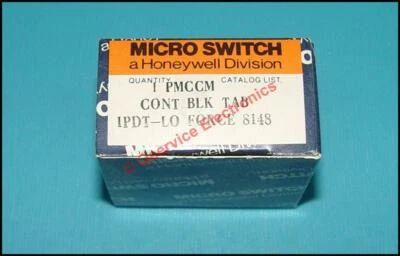 MICRO SWITCH
a Honeywell Division
QUANTITY CATALOG LIST.
1 PMCCM
CONT BLK TAB
1PDT-LO FORCE 8148
Eservice Electronics
MICRO SWITCH